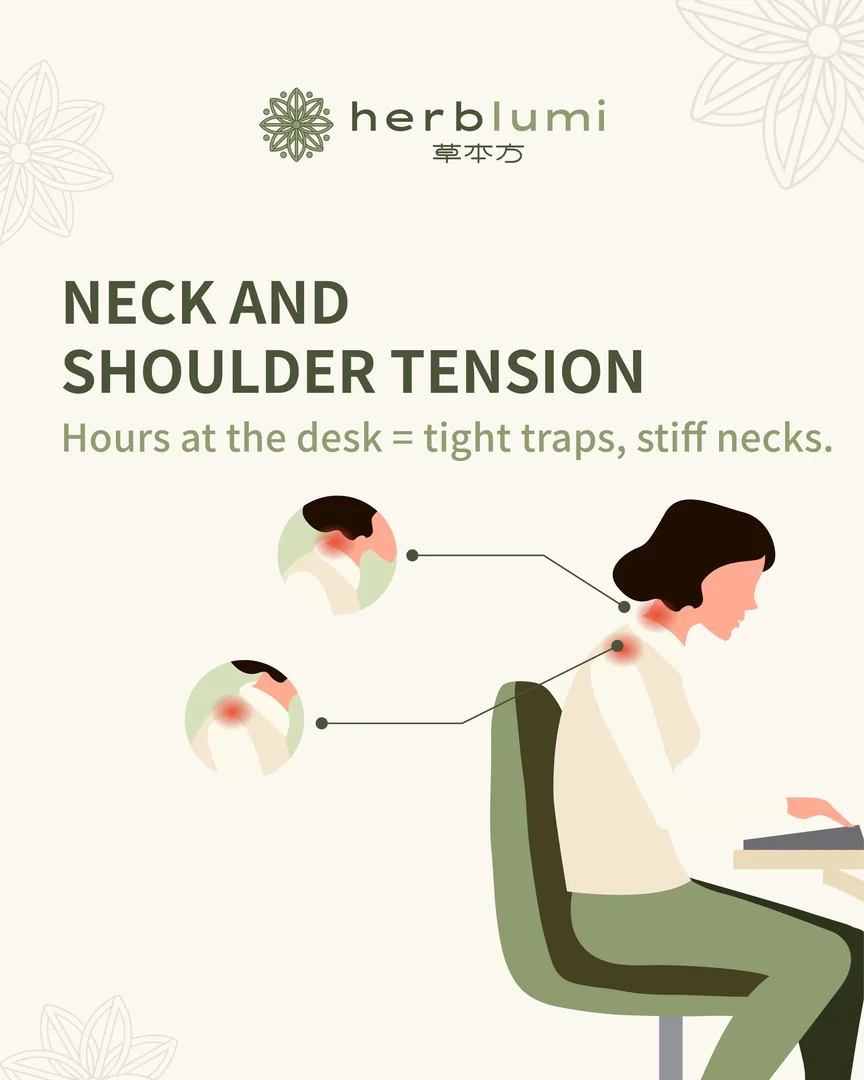 herblumi
草本方
NECK AND
SHOULDER TENSION
Hours at the desk = tight traps, stiff necks.